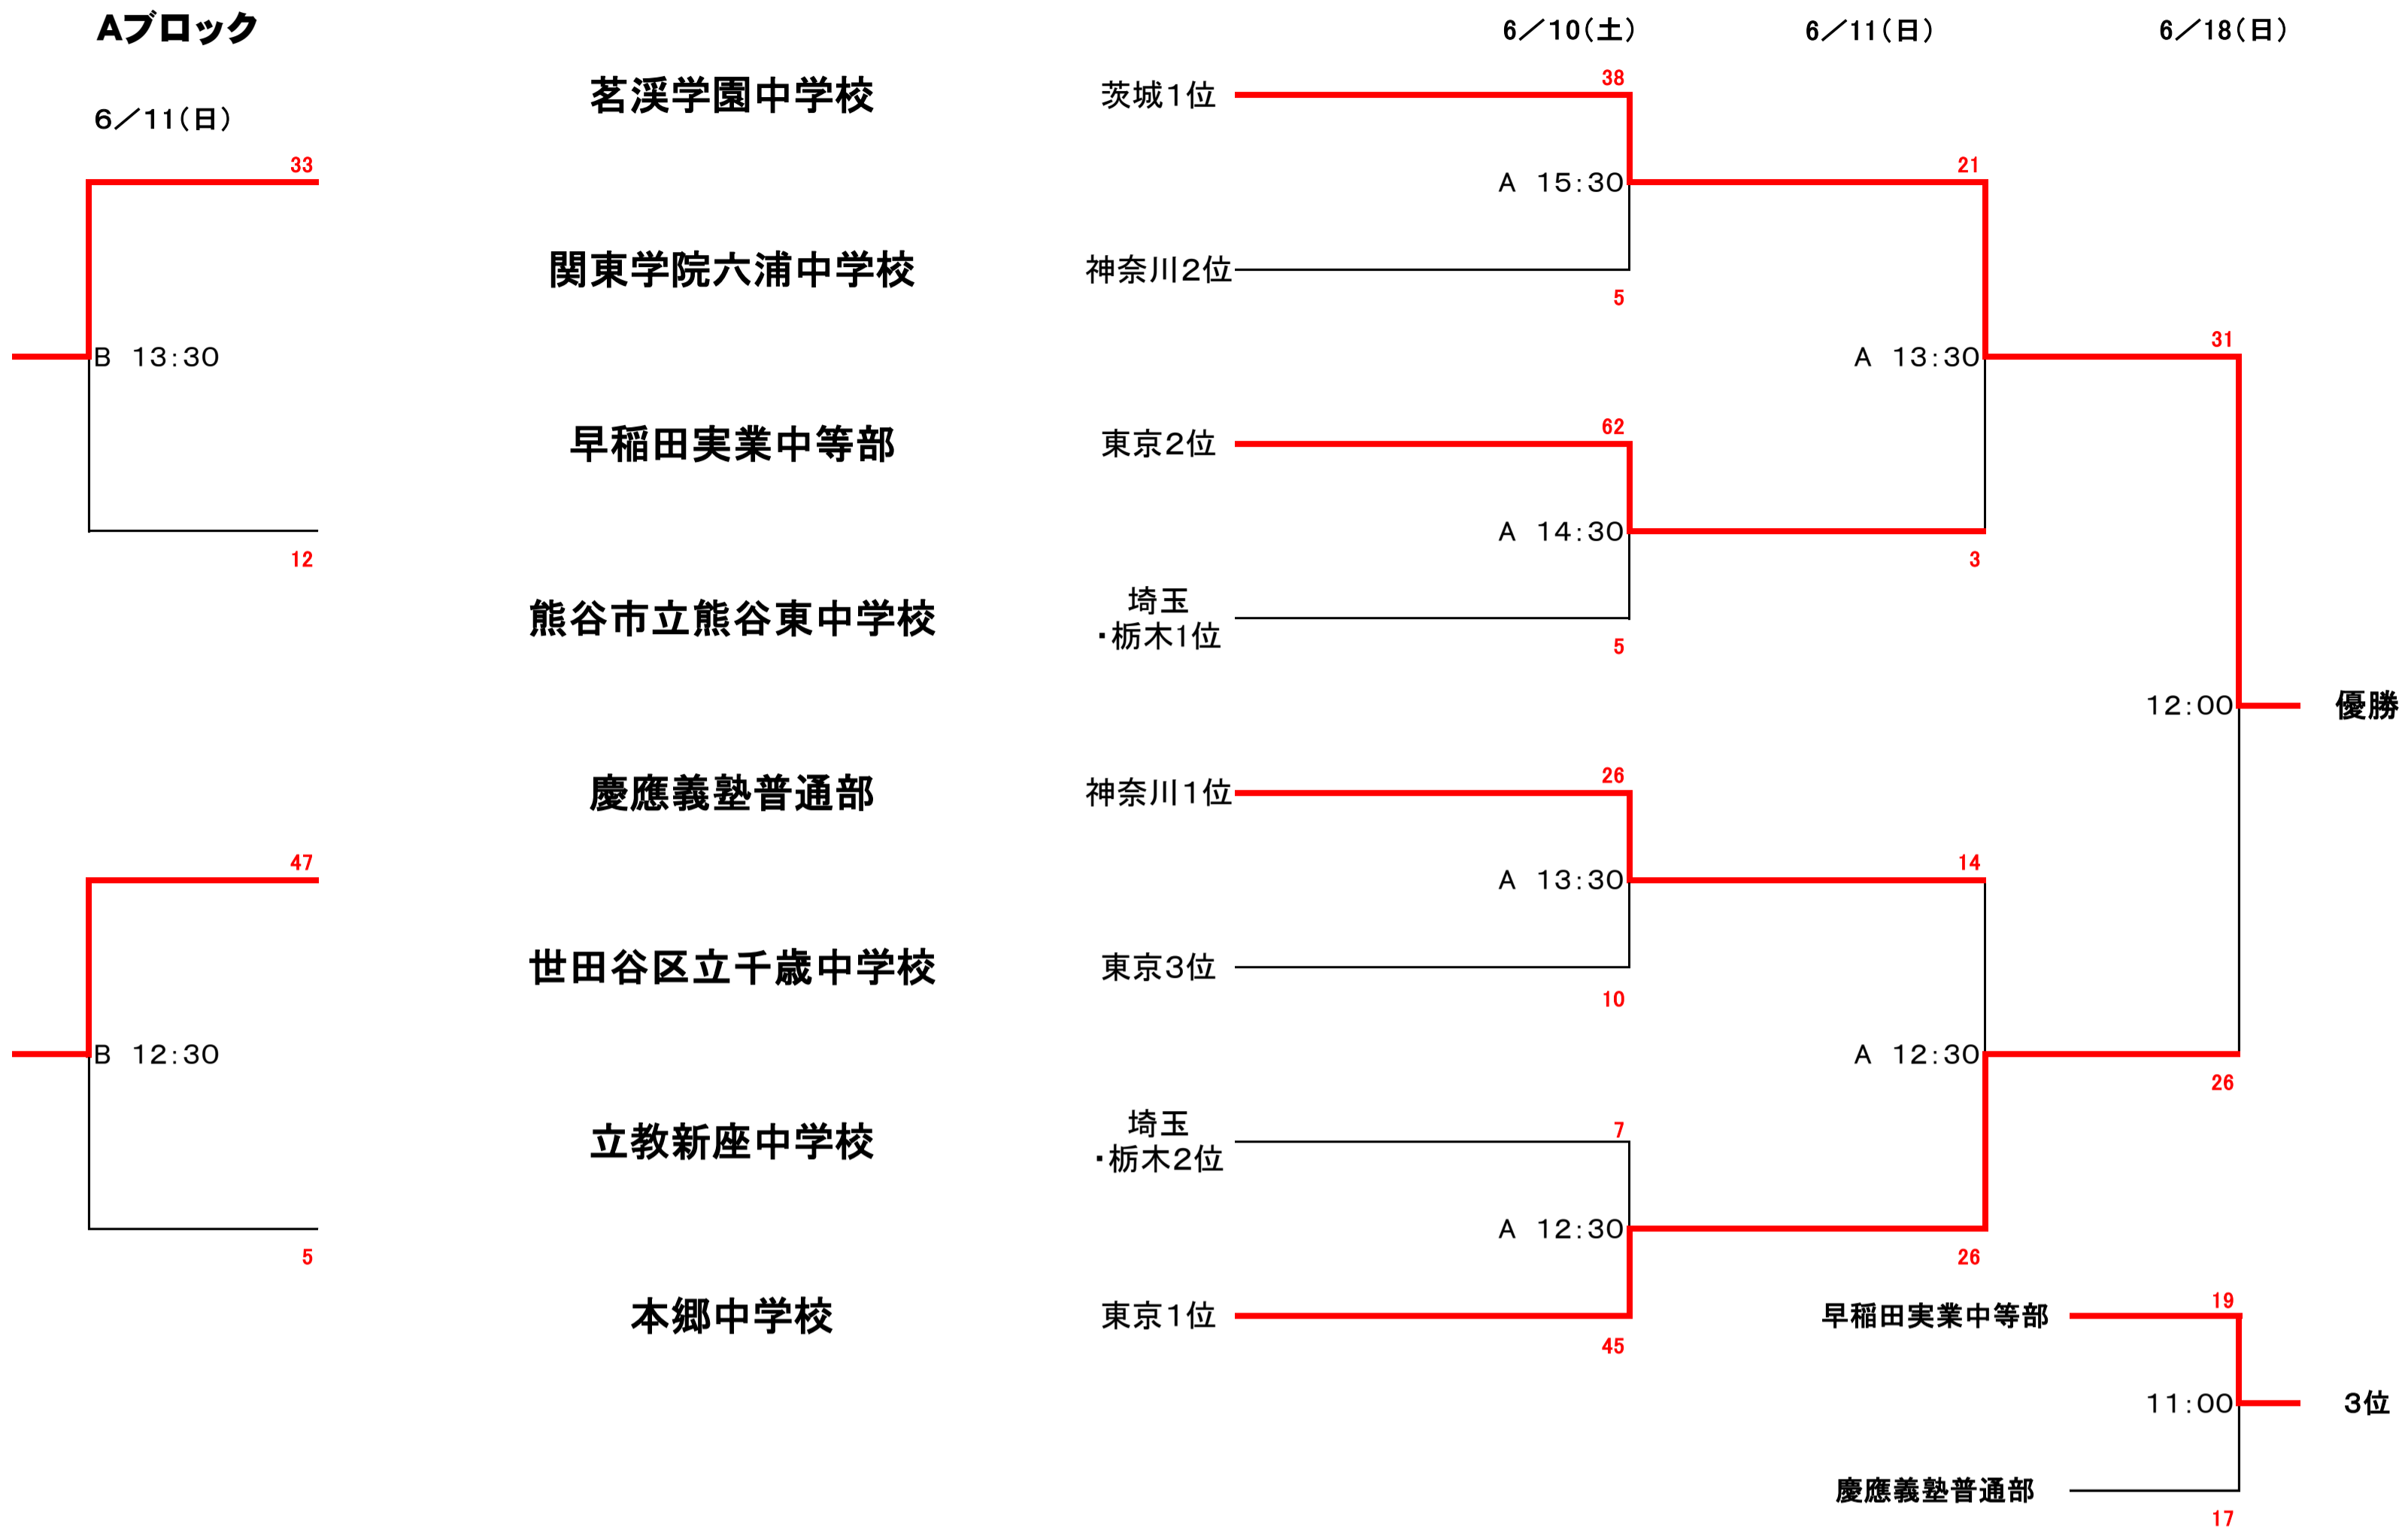 Aブロック
6／10(土)
6／11(日)
6／18(日)
38
茗渓学園中学校
茨城1位
6／11(日)
33
21
A 15:30
関東学院六浦中学校
神奈川2位
5
31
B 13:30
A 13:30
62
早稲田実業中等部
東京2位
A 14:30
12
3
埼玉
熊谷市立熊谷東中学校
・栃木1位
5
12:00
優勝
26
慶應義塾普通部
神奈川1位
47
14
A 13:30
世田谷区立千歳中学校
東京3位
10
B 12:30
A 12:30
26
埼玉
7
立教新座中学校
・栃木2位
A 12:30
5
26
19
本郷中学校
東京1位
早稲田実業中等部
45
11:00
3位
慶應義塾普通部
17